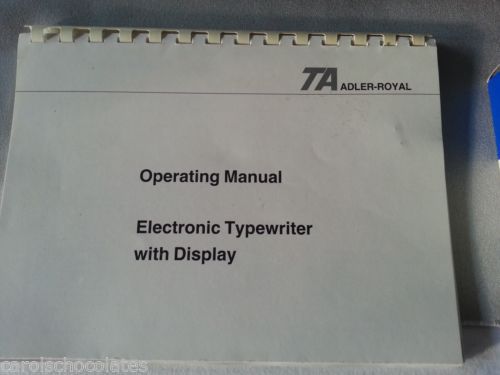 TA ADLER-ROYAL
Operating Manual
Electronic Typewriter
with Display
carolschocolates